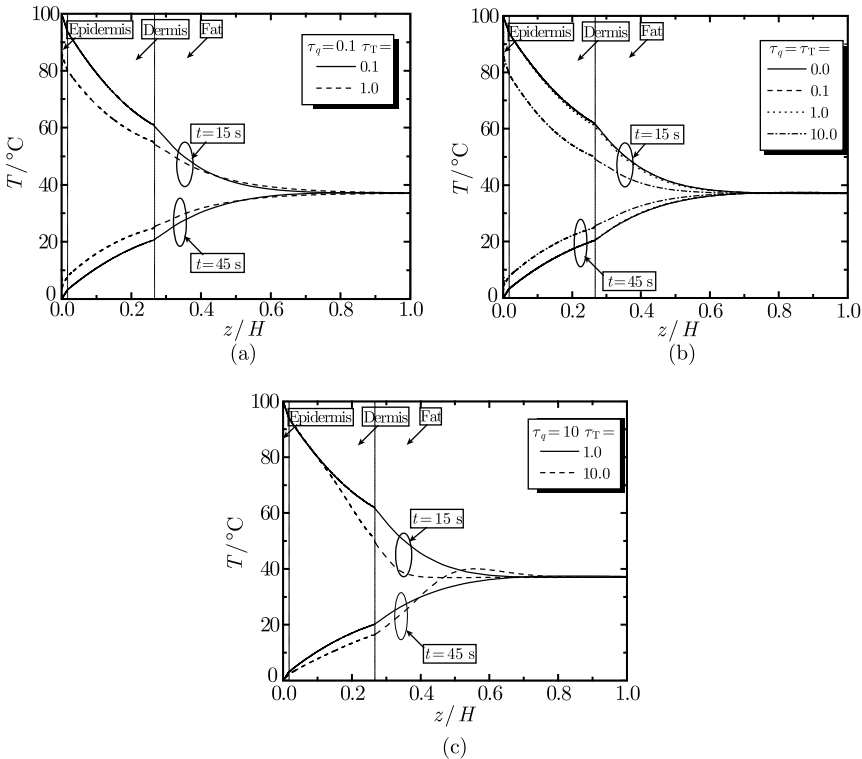 100
80
60
40
20
0
T/°C
Epidermis
Dermis
Fat
τq=0.1 τT=
0.1
1.0
t=15 s
t=45 s
0.0 0.2 0.4 0.6 0.8 1.0
z/H
(a)
100
80
60
40
20
0
T/°C
Epidermis
Dermis
Fat
τq=τT=
0.0
0.1
1.0
10.0
t=15 s
t=45 s
0.0 0.2 0.4 0.6 0.8 1.0
z/H
(b)
100
80
60
40
20
0
T/°C
Epidermis
Dermis
Fat
τq=10 τT=
1.0
10.0
t=15 s
t=45 s
0.0 0.2 0.4 0.6 0.8 1.0
z/H
(c)